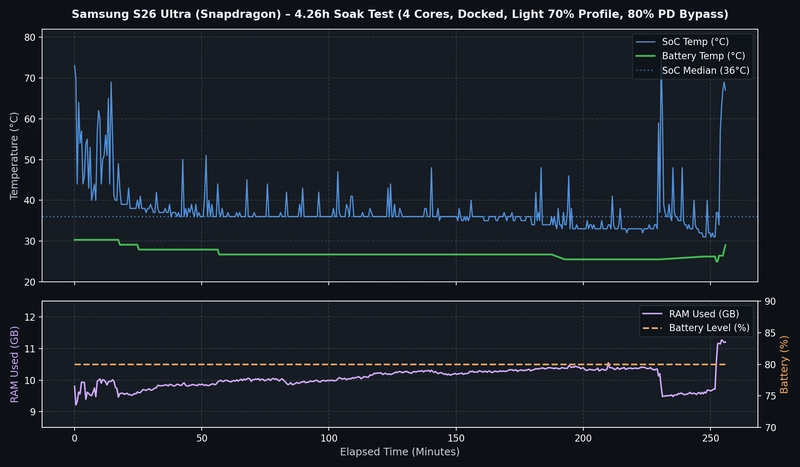 Samsung S26 Ultra (Snapdragon) – 4.26h Soak Test (4 Cores, Docked, Light 70% Profile, 80% PD Bypass)
80
70
60
50
40
30
20
Temperature (°C)
SoC Temp (°C)
Battery Temp (°C)
SoC Median (36°C)
12
11
10
9
RAM Used (GB)
RAM Used (GB)
Battery Level (%)
90
85
80
75
70
Battery (%)
0
50
100
150
200
250
Elapsed Time (Minutes)